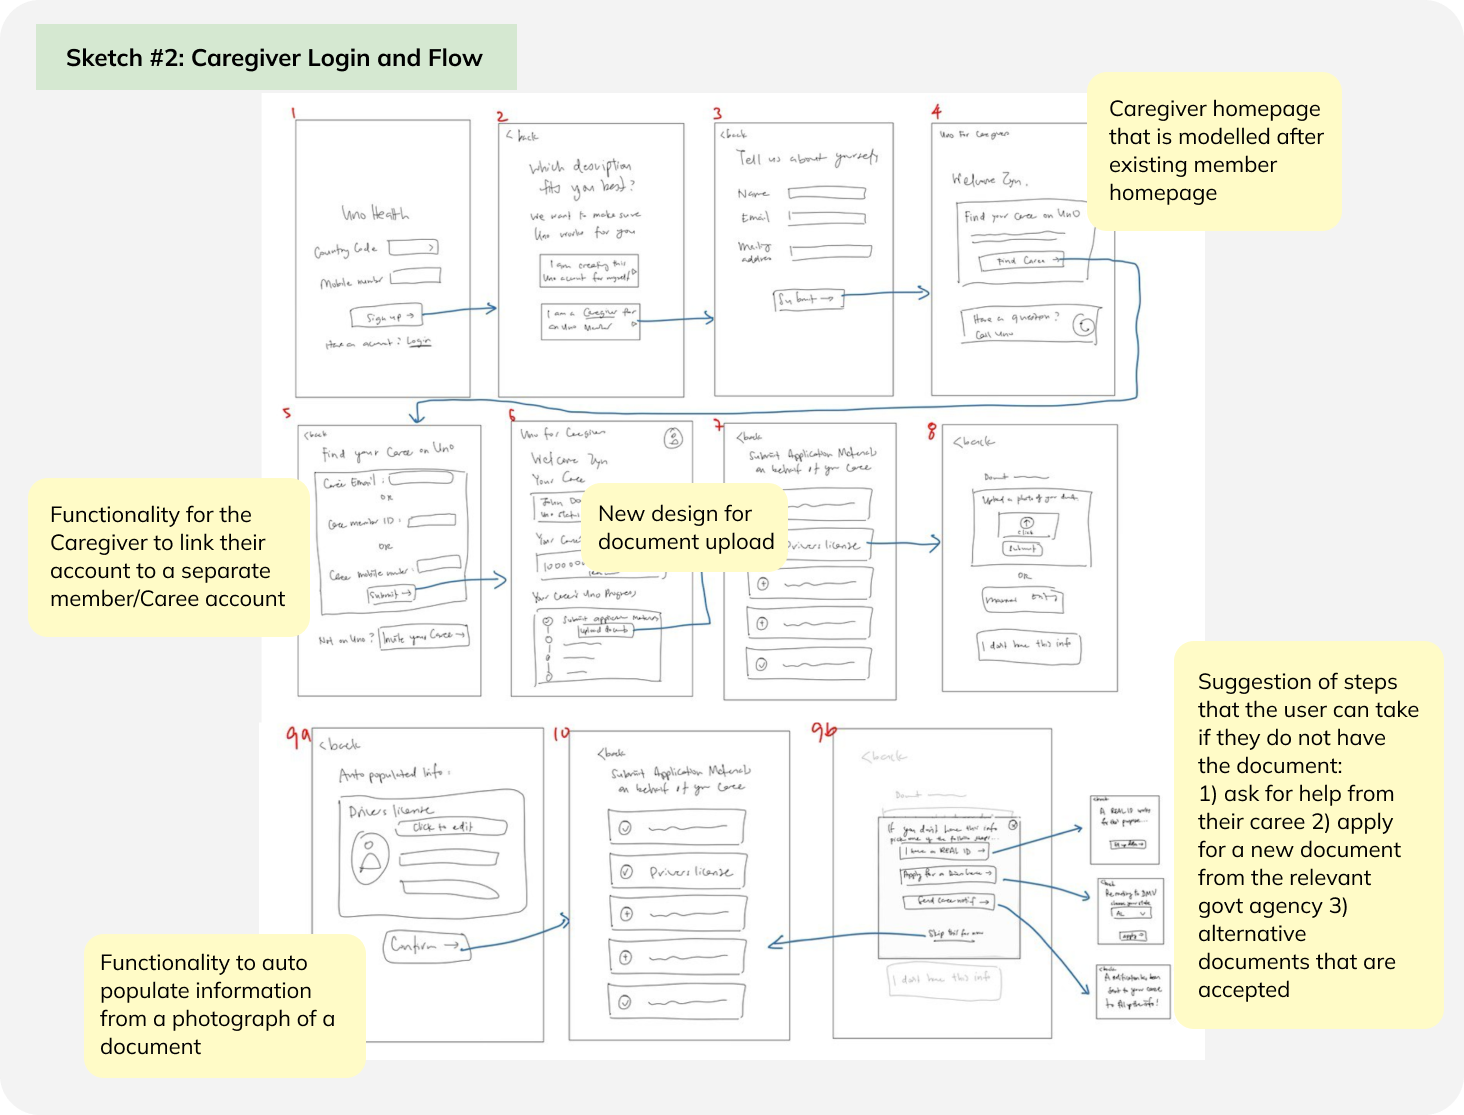 Sketch #2: Caregiver Login and Flow
Caregiver homepage
that is modelled after
existing member
homepage
1
Uno Health
Country Code
Mobile number
Sign up →
Have an account? Login
2
< back
Which description
fits you best?
We want to make sure
Uno works for you
I am creating this
Uno account for myself
I am a Caregiver for
an Uno Member
3
<back
Tell us about yourself
Name
Email
Mailing
address
Submit →
4
Uno for Caregivers
Welcome Zyn,
Find your Caree on UNO
Find Caree →
Have a question?
Call Uno
5
<back
Find your Caree on Uno
Caree Email :
OR
Caree member ID :
OR
Caree mobile number :
Submit →
Not on Uno? Invite your Caree →
6
Uno for Caregiver
Welcome Zyn
Your Caree
John Do
Uno status
Your Care
Your Caree's Uno Progress
Submit application Materials
Upload Docments
7
<back
Submit Application Materials
on behalf of your Caree
Drivers license
8
<back
Upload a photo of your
click
Submit
OR
Manual Entry
I dont have this info
Functionality for the
Caregiver to link their
account to a separate
member/Caree account
New design for
document upload
Suggestion of steps
that the user can take
if they do not have
the document:
1) ask for help from
their caree 2) apply
for a new document
from the relevant
govt agency 3)
alternative
documents that are
accepted
9a
<back
Auto populated Info:
Drivers license
Click to edit
Confirm →
10
<back
Submit Application Materials
on behalf of your Caree
Drivers license
9b
<back
If you don't have this info
pick one of the following steps...
I have a REAL ID →
Apply for a
Send caree notif →
Skip this for now
I dont have this info
<back
A REAL ID works
for this purpose...
<back
Rerouting to DMV
choose your state
AL
apply
<back
A notification has been
sent to your caree
to fill up the info!
Functionality to auto
populate information
from a photograph of a
document